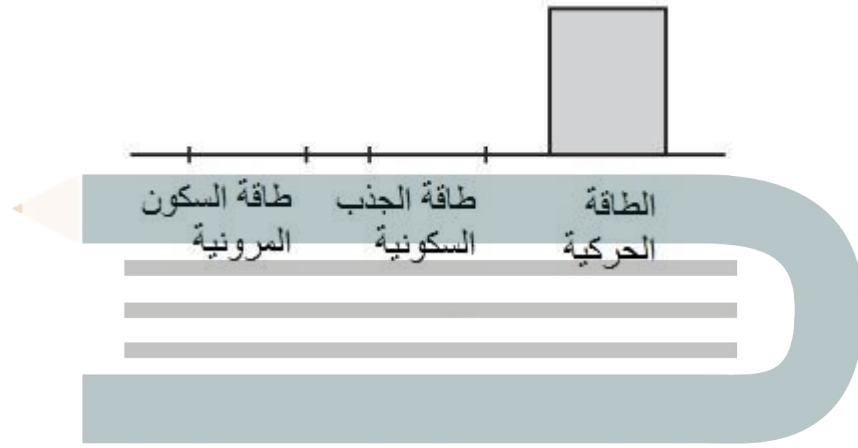 الطاقة
الحركية
طاقة الجذب
السكونية
طاقة السكون
المرونية